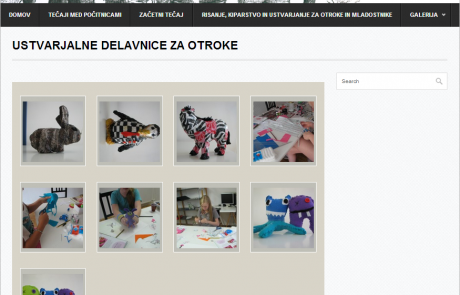 DOMOV TEČAJI MED POČITNICAMI ZAČETNI TEČAJ RISANJE, KIPARSTVO IN USTVARJANJE ZA OTROKE IN MLADOSTNIKE GALERIJA
USTVARJALNE DELAVNICE ZA OTROKE
Search